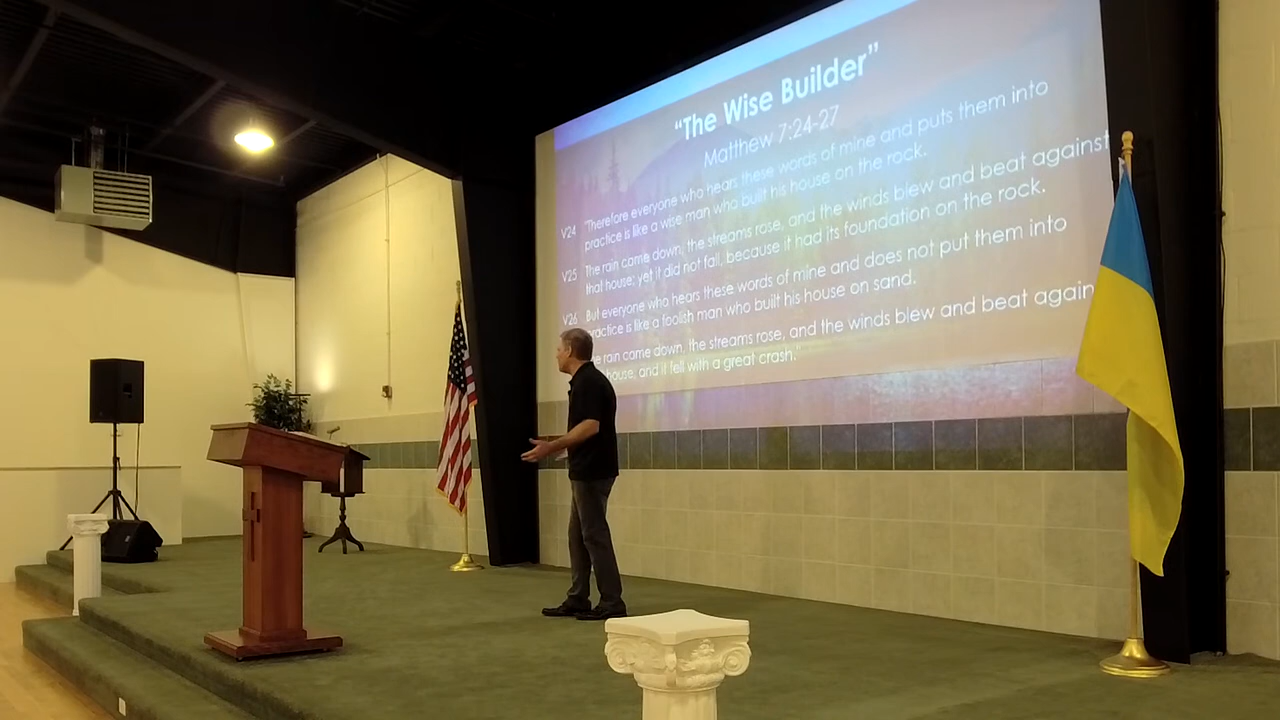 “The Wise Builder”
Matthew 7:24-27
V24 "Therefore everyone who hears these words of mine and puts them into
practice is like a wise man who built his house on the rock.
V25 The rain came down, the streams rose, and the winds blew and beat against
that house; yet it did not fall, because it had its foundation on the rock.
V26 But everyone who hears these words of mine and does not put them into
practice is like a foolish man who built his house on sand.
rain came down, the streams rose, and the winds blew and beat again
house, and it fell with a great crash."